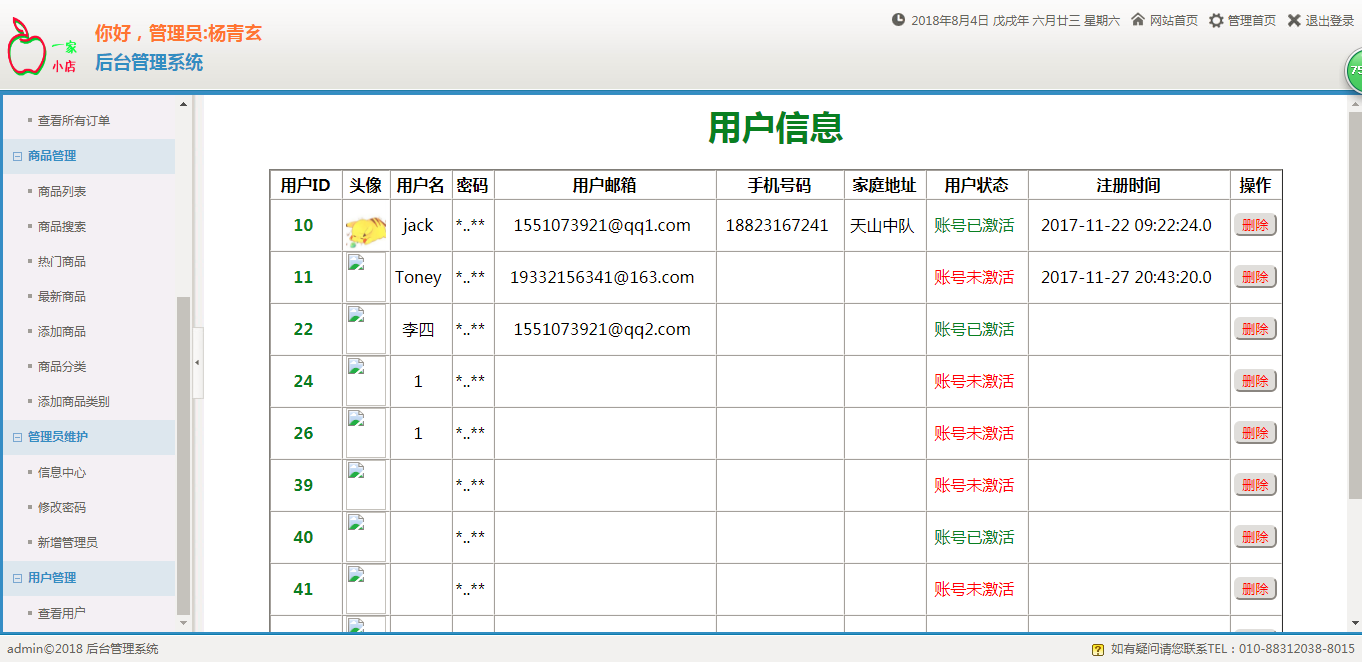 一家
小店
你好，管理员:杨青玄
后台管理系统
2018年8月4日 戊戌年 六月廿三 星期六 网站首页 管理首页 退出登录
75
查看所有订单
商品管理
商品列表
商品搜索
热门商品
最新商品
添加商品
商品分类
添加商品类别
管理员维护
信息中心
修改密码
新增管理员
用户管理
查看用户
用户信息
用户ID 头像 用户名 密码 用户邮箱 手机号码 家庭地址 用户状态 注册时间 操作
10 jack *..** 1551073921@qq1.com 18823167241 天山中队 账号已激活 2017-11-22 09:22:24.0 删除
11 Toney *..** 19332156341@163.com 账号未激活 2017-11-27 20:43:20.0 删除
22 李四 *..** 1551073921@qq2.com 账号已激活 删除
24 1 *..** 账号未激活 删除
26 1 *..** 账号未激活 删除
39 *..** 账号未激活 删除
40 *..** 账号已激活 删除
41 *..** 账号未激活 删除
admin©2018 后台管理系统
? 如有疑问请您联系TEL：010-88312038-8015